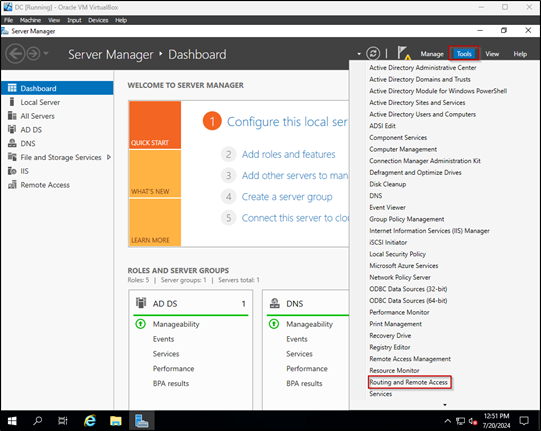 DC [Running] - Oracle VM VirtualBox
File Machine View Input Devices Help
Server Manager
Server Manager • Dashboard
Manage Tools View Help
Dashboard
Local Server
All Servers
AD DS
DNS
File and Storage Services
IIS
Remote Access
WELCOME TO SERVER MANAGER
QUICK START
WHAT'S NEW
LEARN MORE
1 Configure this local ser
2 Add roles and features
3 Add other servers to man
4 Create a server group
5 Connect this server to clo
ROLES AND SERVER GROUPS
Roles: 5 | Server groups: 1 | Servers total: 1
AD DS 1
Manageability
Events
Services
Performance
BPA results
DNS
Manageability
Events
Services
Performance
BPA results
Active Directory Administrative Center
Active Directory Domains and Trusts
Active Directory Module for Windows PowerShell
Active Directory Sites and Services
Active Directory Users and Computers
ADSI Edit
Component Services
Computer Management
Connection Manager Administration Kit
Defragment and Optimize Drives
Disk Cleanup
DNS
Event Viewer
Group Policy Management
Internet Information Services (IIS) Manager
iSCSI Initiator
Local Security Policy
Microsoft Azure Services
Network Policy Server
ODBC Data Sources (32-bit)
ODBC Data Sources (64-bit)
Performance Monitor
Print Management
Recovery Drive
Registry Editor
Remote Access Management
Resource Monitor
Routing and Remote Access
Services
12:51 PM
7/20/2024